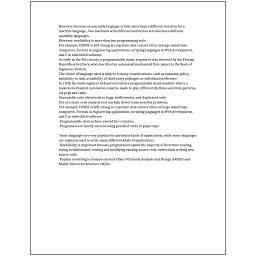 However, because an assembly language is little more than a different notation for a
machine language, two machines with different instruction sets also have different
assembly languages.
However, readability is more than just programming style.
For example, COBOL is still strong in corporate data centers often on large mainframe
computers, Fortran in engineering applications, scripting languages in Web development,
and C in embedded software.
As early as the 9th century, a programmable music sequencer was invented by the Persian
Banu Musa brothers, who described an automated mechanical flute player in the Book of
Ingenious Devices.
The choice of language used is subject to many considerations, such as company policy,
suitability to task, availability of third-party packages, or individual preference.
In 1206, the Arab engineer Al-Jazari invented a programmable drum machine where a
musical mechanical automaton could be made to play different rhythms and drum patterns,
via pegs and cams.
Unreadable code often leads to bugs, inefficiencies, and duplicated code.
Use of a static code analysis tool can help detect some possible problems.
For example, COBOL is still strong in corporate data centers often on large mainframe
computers, Fortran in engineering applications, scripting languages in Web development,
and C in embedded software.
Programmable devices have existed for centuries.
Programs were mostly entered using punched cards or paper tape.
Some languages are very popular for particular kinds of applications, while some languages
are regularly used to write many different kinds of applications.
Readability is important because programmers spend the majority of their time reading,
trying to understand, reusing and modifying existing source code, rather than writing new
source code.
Popular modeling techniques include Object-Oriented Analysis and Design (OOAD) and
Model-Driven Architecture (MDA).